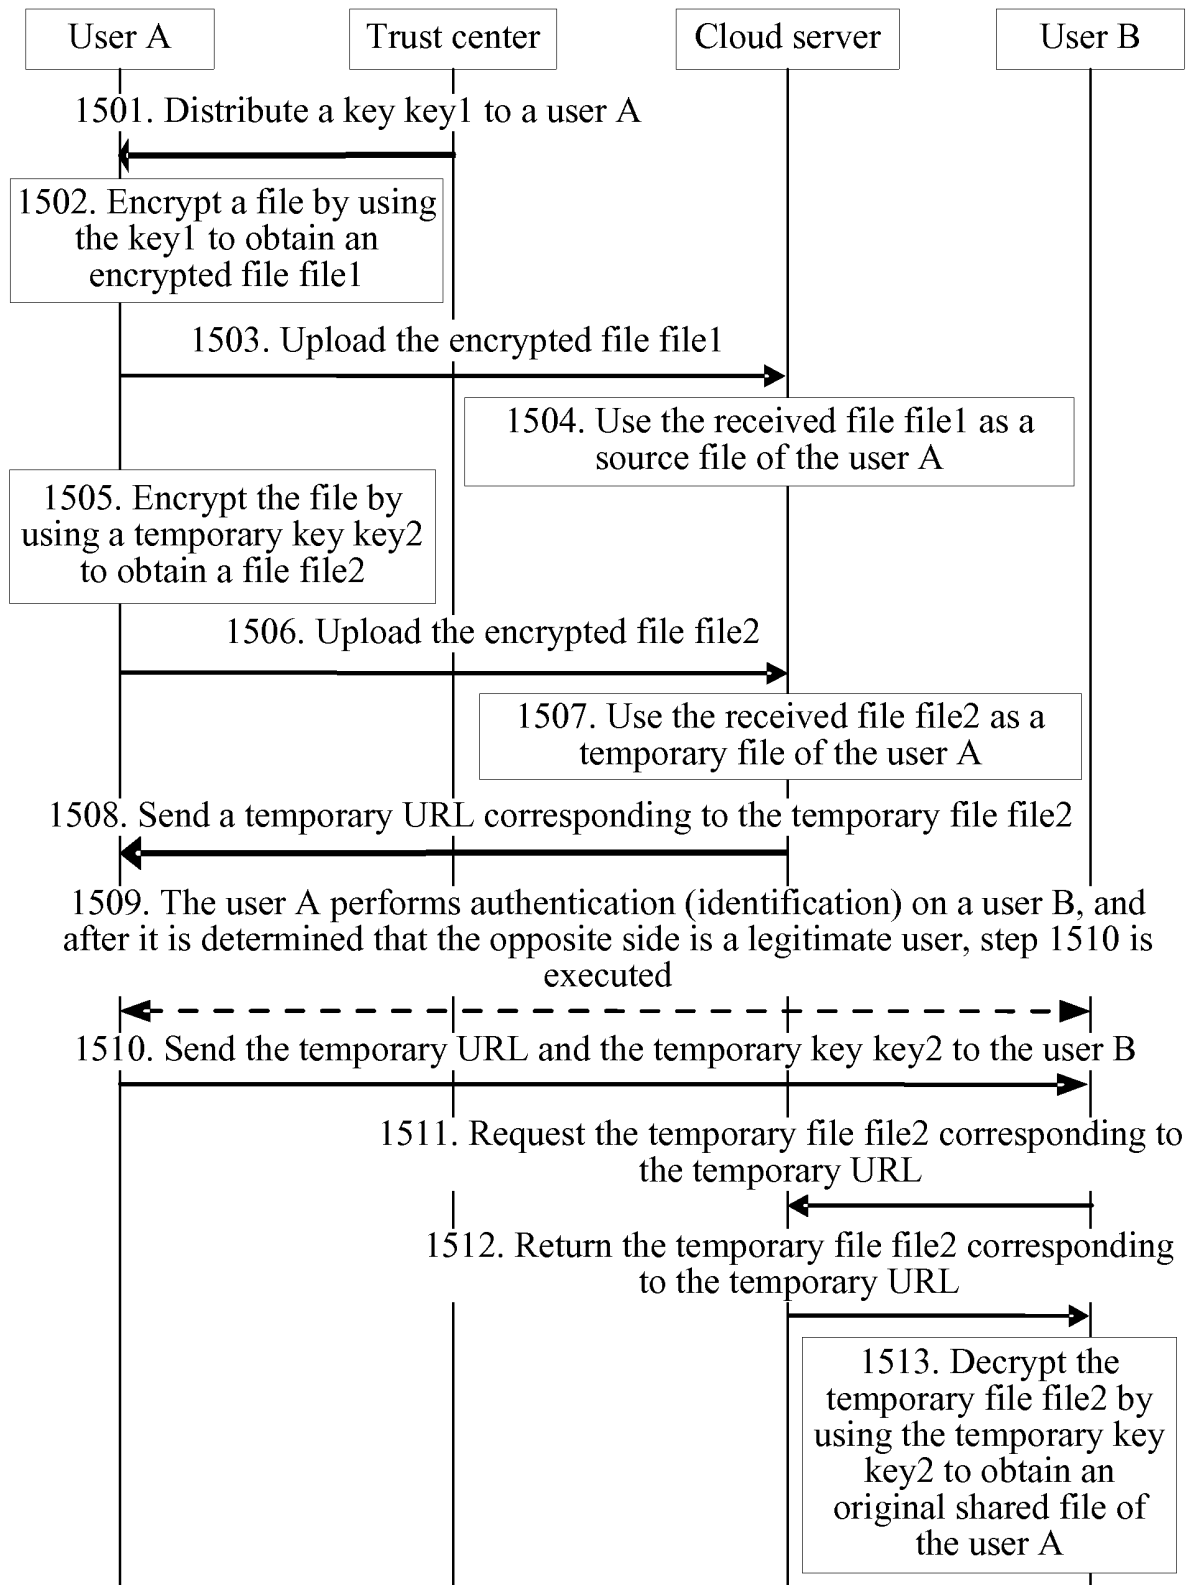 User A
Trust center
Cloud server
User B
1501. Distribute a key key1 to a user A
1502. Encrypt a file by using
the key1 to obtain an
encrypted file file1
1503. Upload the encrypted file file1
1504. Use the received file file1 as a
source file of the user A
1505. Encrypt the file by
using a temporary key key2
to obtain a file file2
1506. Upload the encrypted file file2
1507. Use the received file file2 as a
temporary file of the user A
1508. Send a temporary URL corresponding to the temporary file file2
1509. The user A performs authentication (identification) on a user B, and
after it is determined that the opposite side is a legitimate user, step 1510 is
executed
1510. Send the temporary URL and the temporary key key2 to the user B
1511. Request the temporary file file2 corresponding to
the temporary URL
1512. Return the temporary file file2 corresponding
to the temporary URL
1513. Decrypt the
temporary file file2 by
using the temporary key
key2 to obtain an
original shared file of
the user A